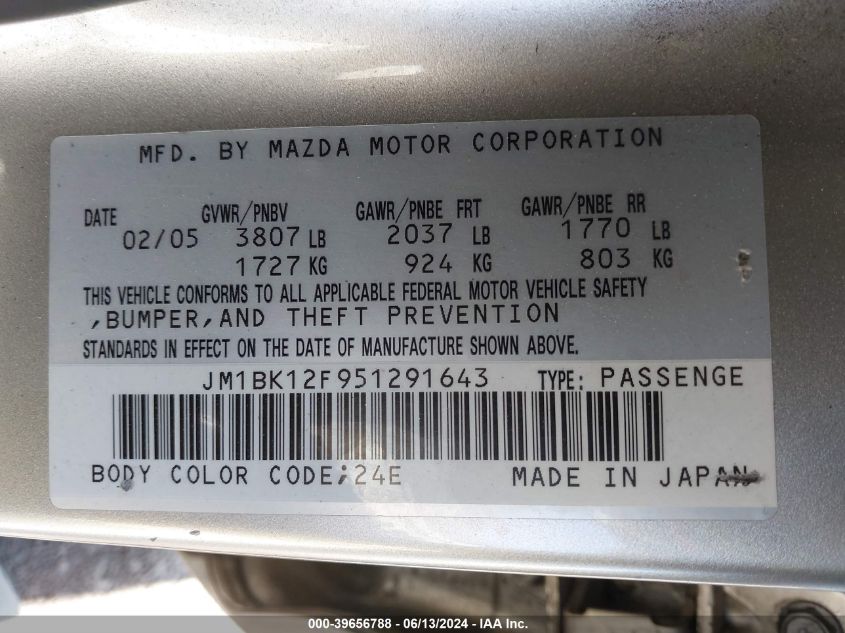 MFD. BY MAZDA MOTOR CORPORATION
DATE GVWR/PNBV GAWR/PNBE FRT GAWR/PNBE RR
02/05 3807 LB 2037 LB 1770 LB
1727 KG 924 KG 803 KG
THIS VEHICLE CONFORMS TO ALL APPLICABLE FEDERAL MOTOR VEHICLE SAFETY
,BUMPER,AND THEFT PREVENTION
STANDARDS IN EFFECT ON THE DATE OF MANUFACTURE SHOWN ABOVE.
JM1BK12F951291643 TYPE: PASSENGE
BODY COLOR CODE;24E MADE IN JAPAN
000-39656788 - 06/13/2024 - IAA Inc.